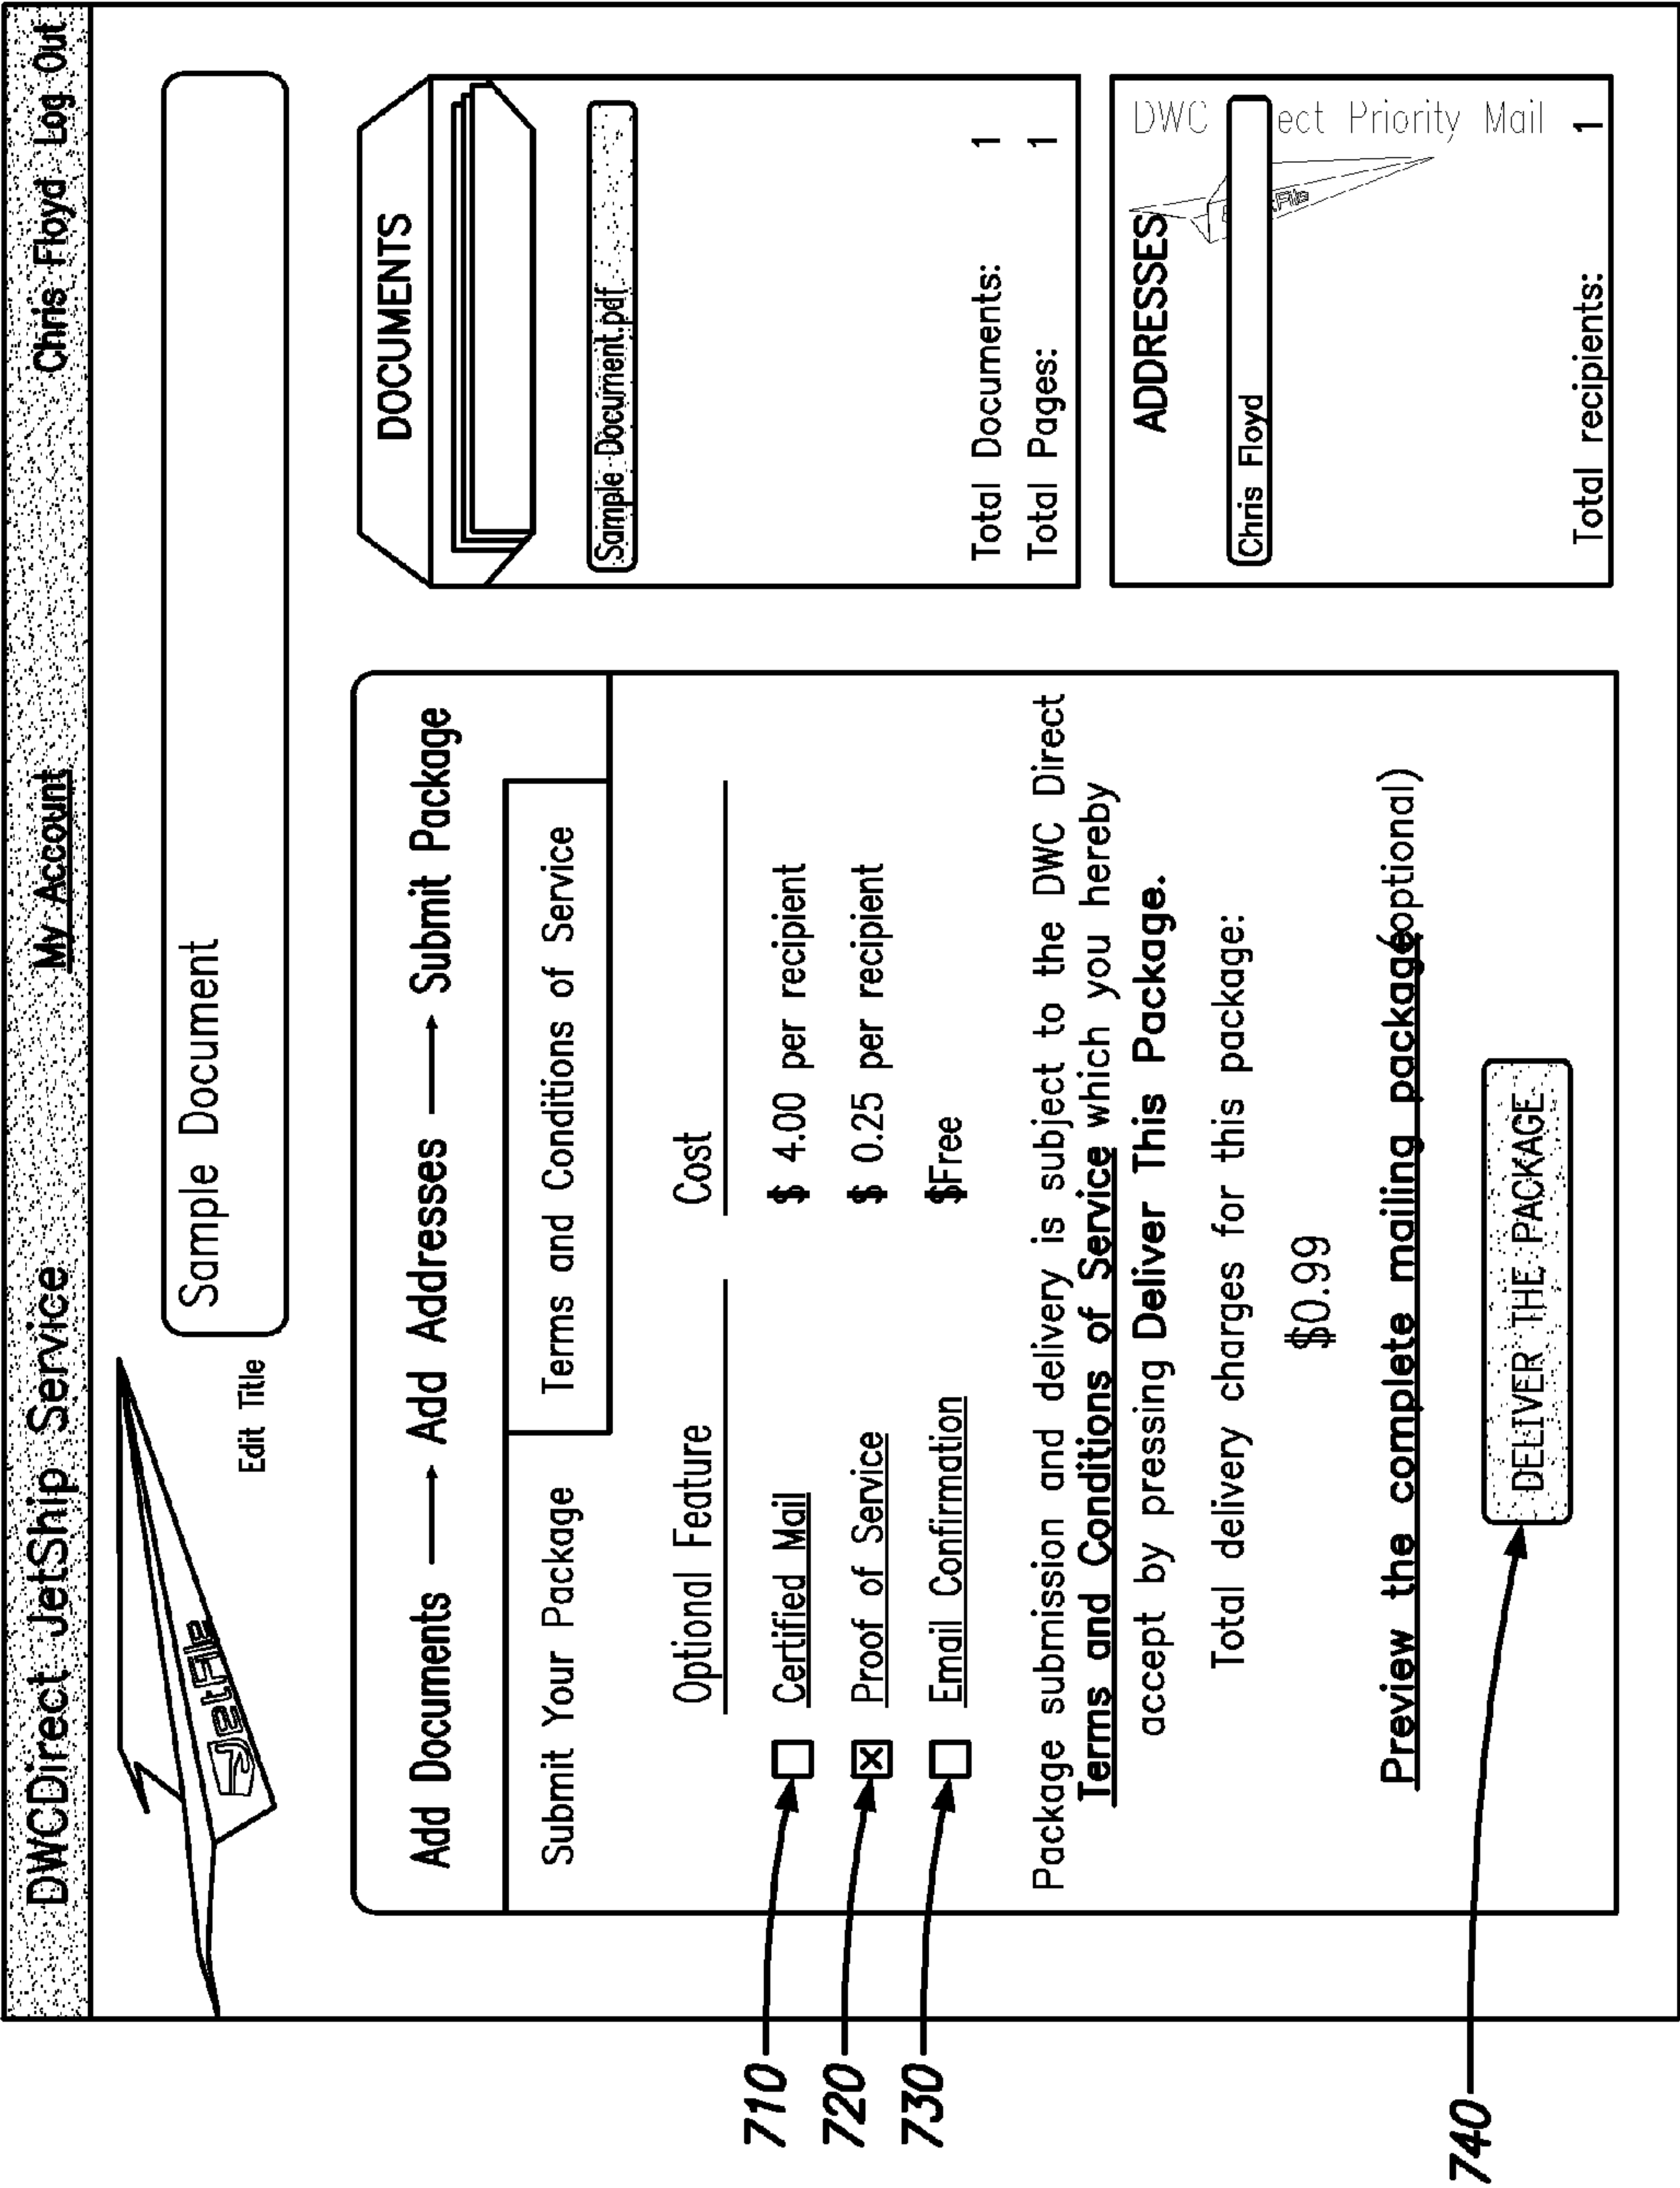 DWCDirect JetShip Service My Account Chris Floyd Log Out
JetFile
Edit Title
Sample Document
Add Documents → Add Addresses → Submit Package
Submit Your Package
Terms and Conditions of Service
Optional Feature Cost
710 Certified Mail $ 4.00 per recipient
720 x Proof of Service $ 0.25 per recipient
730 Email Confirmation $Free
Package submission and delivery is subject to the DWC Direct
Terms and Conditions of Service which you hereby
accept by pressing Deliver This Package.
Total delivery charges for this package:
$0.99
Preview the complete mailing package(optional)
740 DELIVER THE PACKAGE
DOCUMENTS
Sample Document.pdf
Total Documents: 1
Total Pages: 1
ADDRESSES
DWC ect Priority Mail
Chris Floyd
File
Total recipients: 1